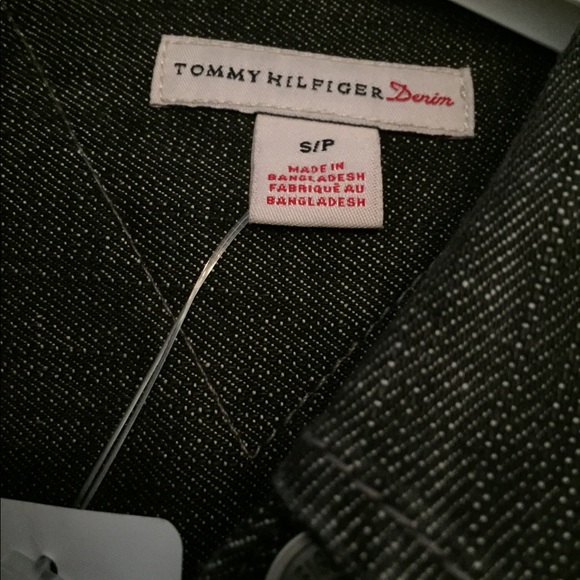 TOMMY HILFIGER Denim
S/P
MADE IN
BANGLADESH
FABRIQUÉ AU
BANGLADESH